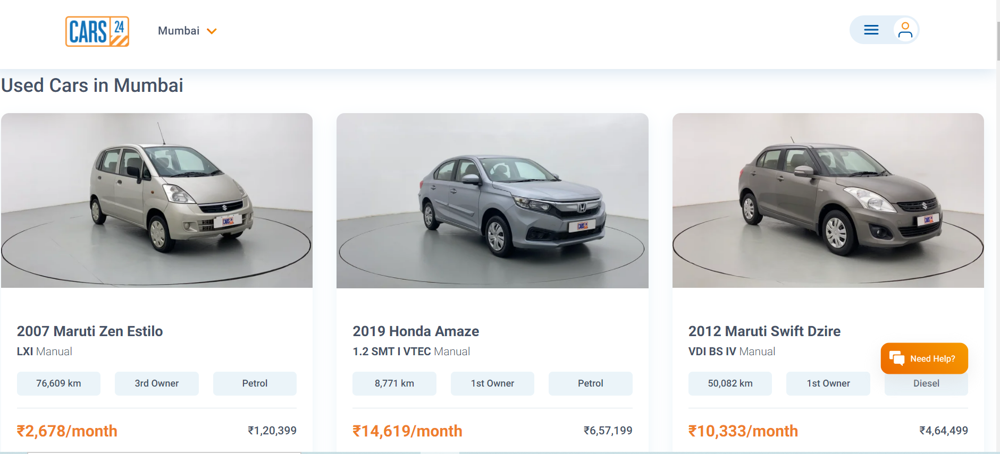 CARS 24
Mumbai
Used Cars in Mumbai
CARS
CARS
CARS
2007 Maruti Zen Estilo
LXI Manual
76,609 km
3rd Owner
Petrol
₹2,678/month
₹1,20,399
2019 Honda Amaze
1.2 SMT I VTEC Manual
8,771 km
1st Owner
Petrol
₹14,619/month
₹6,57,199
2012 Maruti Swift Dzire
VDI BS IV Manual
Need Help?
50,082 km
1st Owner
Diesel
₹10,333/month
₹4,64,499